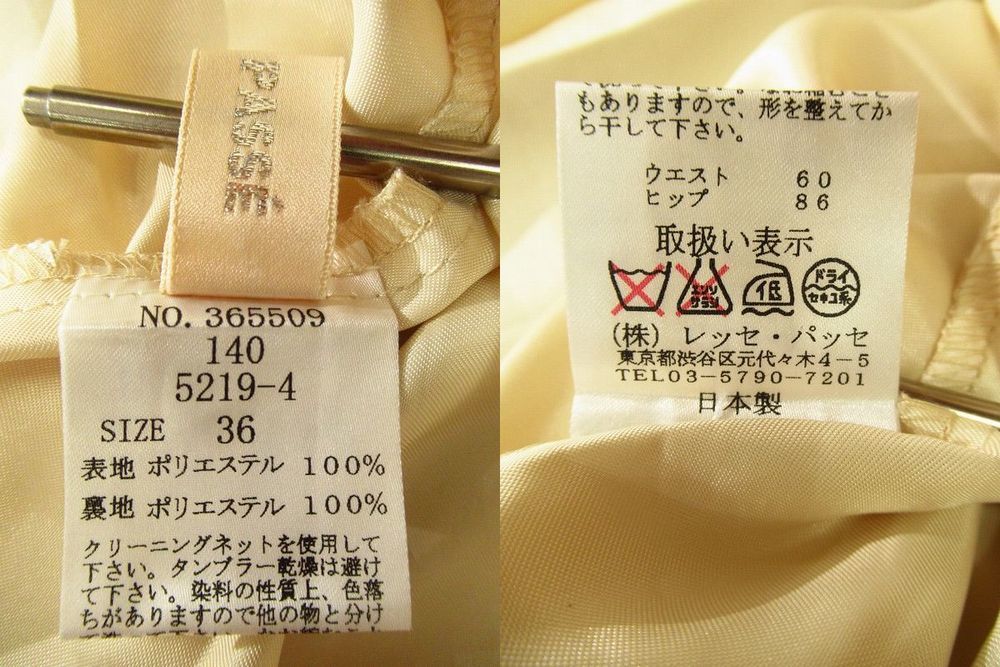 PASSÉ
NO. 365509
140
5219-4
SIZE 36
表地 ポリエステル 100%
裏地 ポリエステル 100%
クリーニングネットを使用して
下さい。タンブラー乾燥は避け
て下さい。染料の性質上、色落
ちがありますので他の物と分け
もありますので、形を整えてか
ら干して下さい。
ウエスト 60
ヒップ 86
取扱い表示
エンソ
サラシ
低
ドライ
セキユ系
(株) レッセ・パッセ
東京都渋谷区元代々木4-5
TEL03-5790-7201
日本製